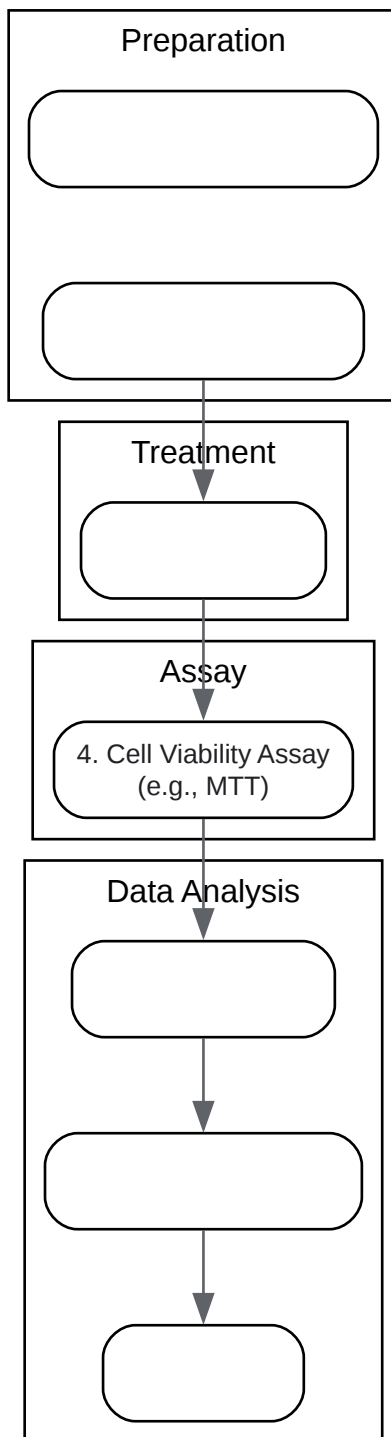 Preparation
Treatment
Assay
4. Cell Viability Assay
(e.g., MTT)
Data Analysis